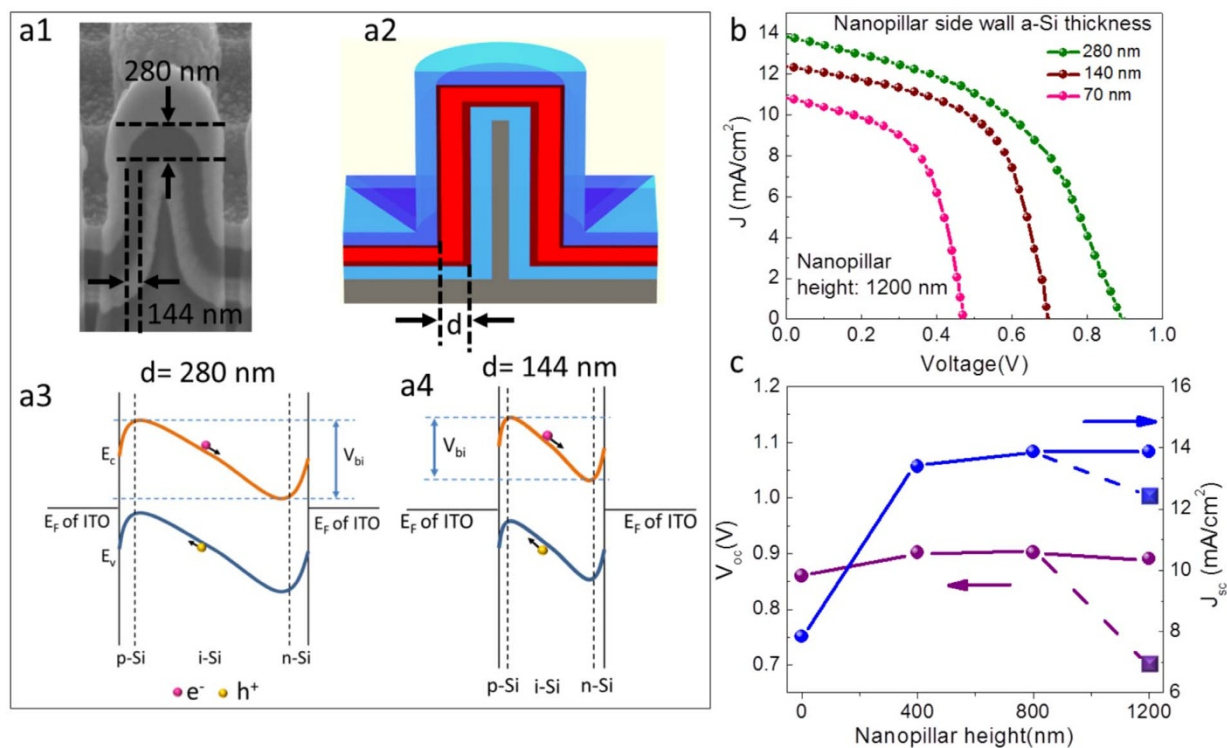 a1
280 nm
144 nm
a2
d
a3
d= 280 nm
E_c
V_bi
E_F of ITO
E_F of ITO
E_v
p-Si
i-Si
n-Si
e^-
h^+
a4
d= 144 nm
V_bi
E_F of ITO
E_F of ITO
p-Si i-Si n-Si
b
Nanopillar side wall a-Si thickness
280 nm
140 nm
70 nm
14
12
10
8
6
4
2
0
J (mA/cm²)
Nanopillar
height: 1200 nm
0.0 0.2 0.4 0.6 0.8 1.0
Voltage(V)
c
1.2
1.1
1.0
0.9
0.8
0.7
V_oc (V)
16
14
12
10
8
6
J_sc (mA/cm²)
0 400 800 1200
Nanopillar height(nm)